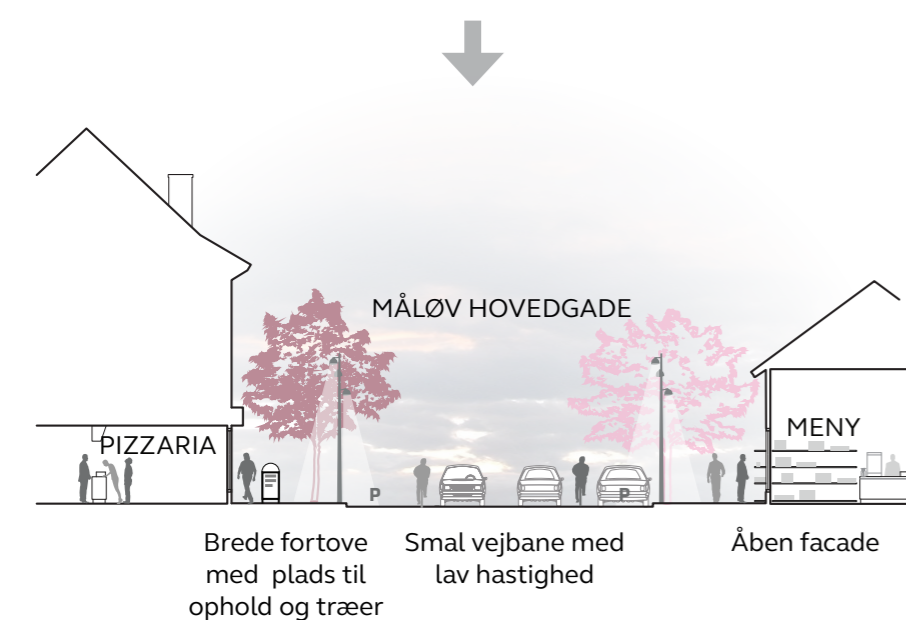 MÅLØV HOVEDGADE
PIZZARIA
MENY
P
P
Brede fortove
med plads til
ophold og træer
Smal vejbane med
lav hastighed
Åben facade